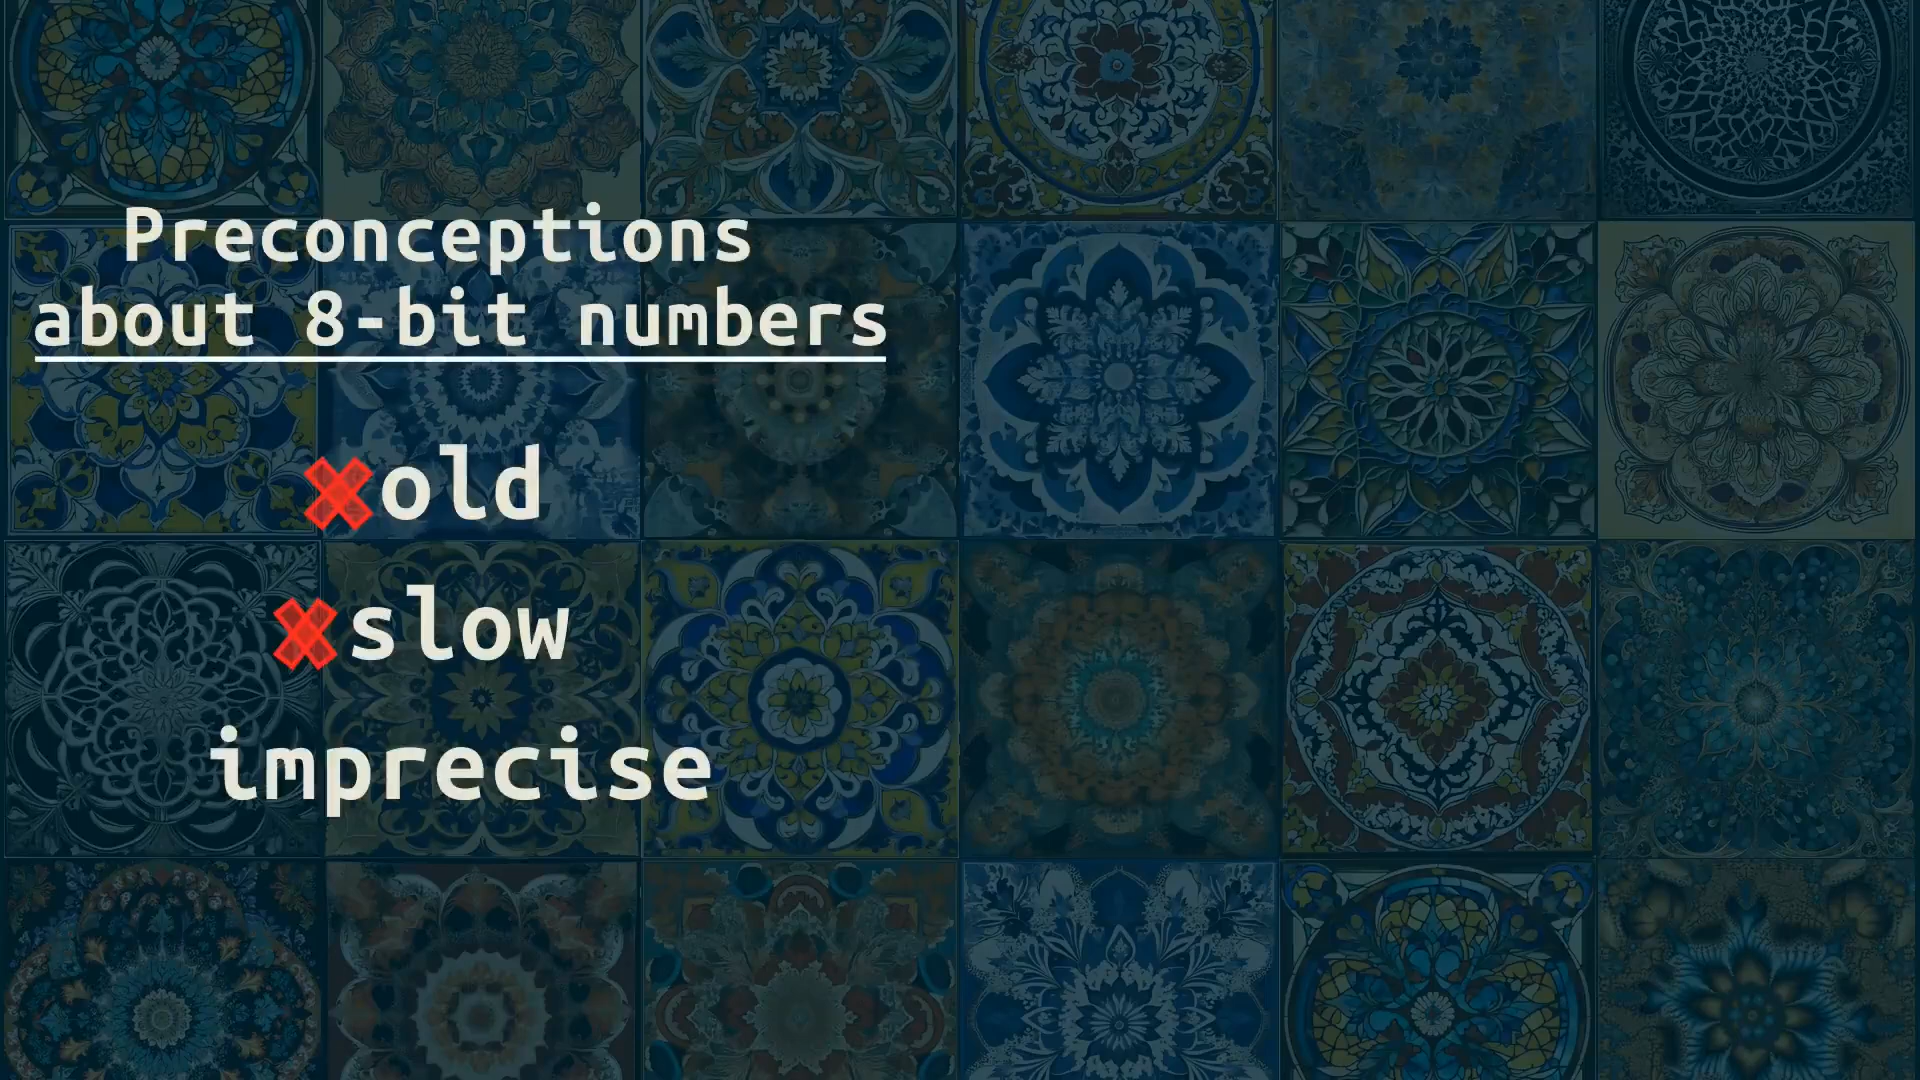 Preconceptions
about 8-bit numbers
❌old
❌slow
imprecise